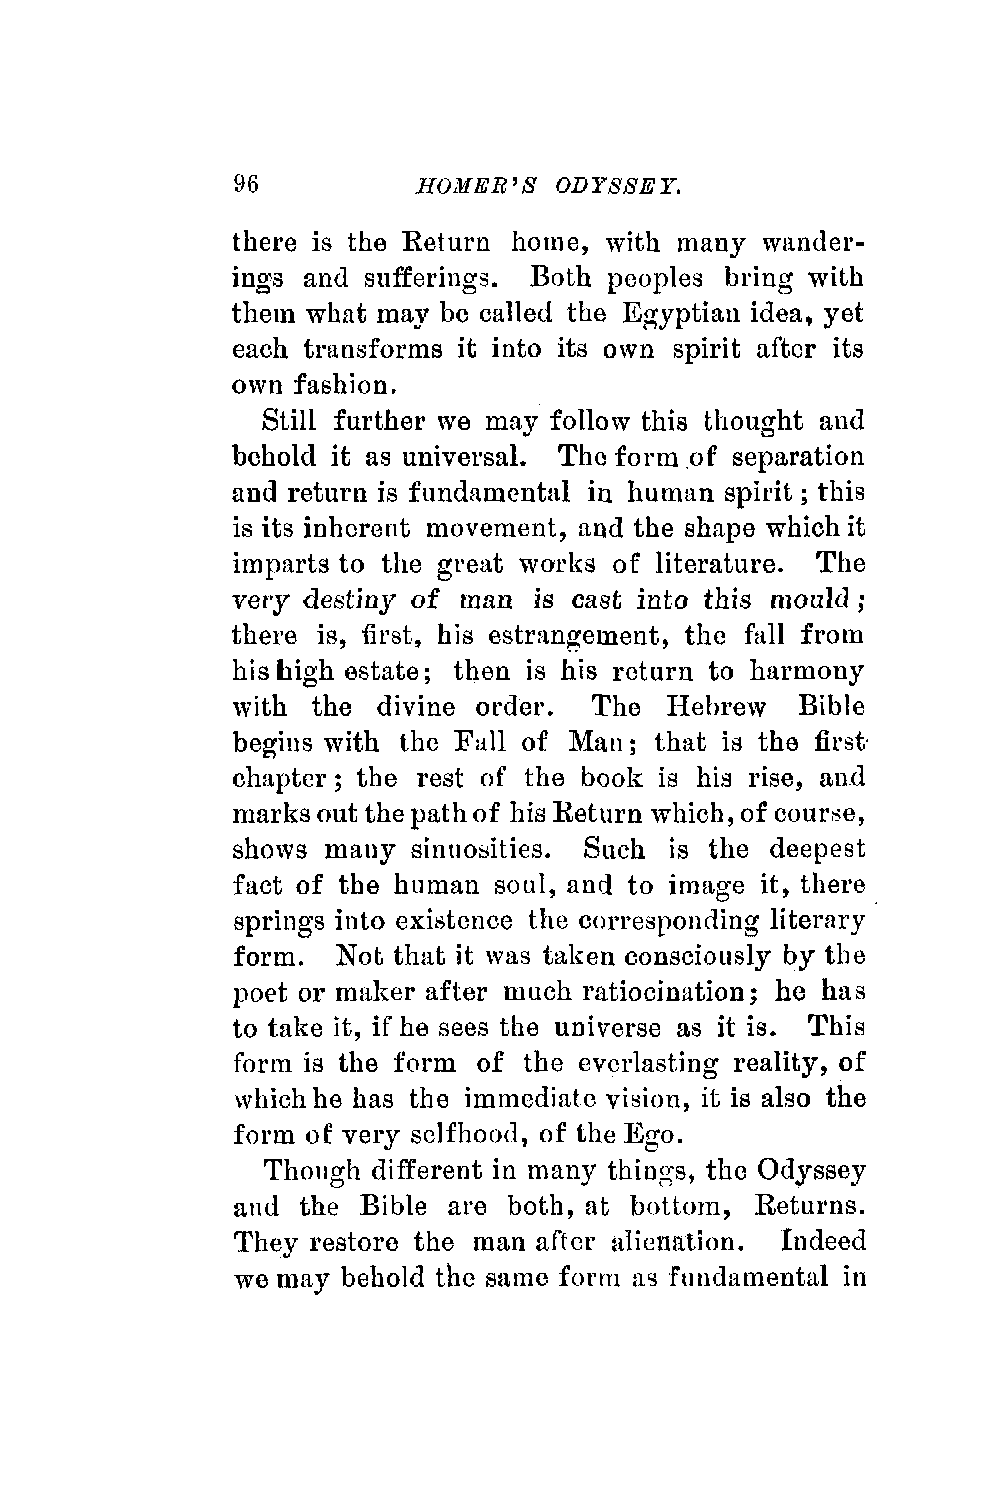 96 HOMER'S ODYSSEY.
there is the Return home, with many wander-
ings and sufferings. Both peoples bring with
them what may be called the Egyptian idea, yet
each transforms it into its own spirit after its
own fashion.
Still further we may follow this thought and
behold it as universal. The form of separation
and return is fundamental in human spirit; this
is its inherent movement, and the shape which it
imparts to the great works of literature. The
very destiny of man is cast into this mould;
there is, first, his estrangement, the fall from
his high estate; then is his return to harmony
with the divine order. The Hebrew Bible
begins with the Fall of Man; that is the first
chapter; the rest of the book is his rise, and
marks out the path of his Return which, of course,
shows many sinuosities. Such is the deepest
fact of the human soul, and to image it, there
springs into existence the corresponding literary
form. Not that it was taken consciously by the
poet or maker after much ratiocination; he has
to take it, if he sees the universe as it is. This
form is the form of the everlasting reality, of
which he has the immediate vision, it is also the
form of very selfhood, of the Ego.
Though different in many things, the Odyssey
and the Bible are both, at bottom, Returns.
They restore the man after alienation. Indeed
we may behold the same form as fundamental in